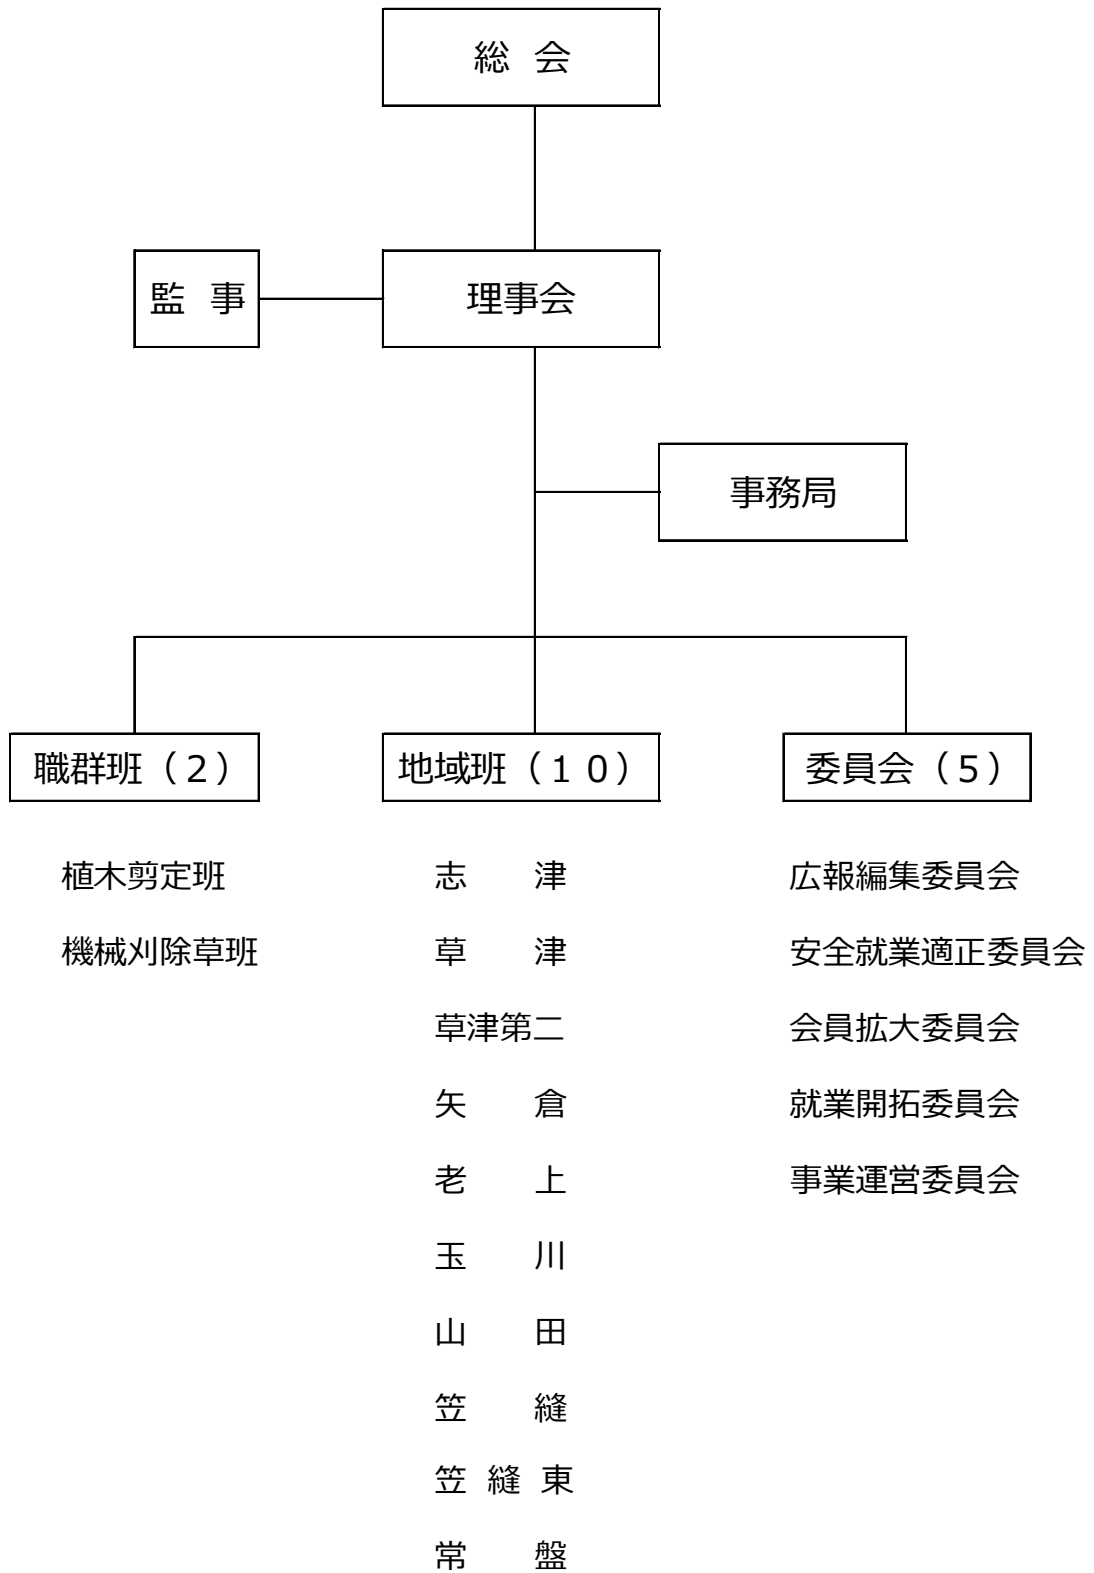 総 会
監 事
理事会
事務局
職群班（２）
植木剪定班
機械刈除草班
地域班（１０）
志 津
草 津
草津第二
矢 倉
老 上
玉 川
山 田
笠 縫
笠 縫 東
常 盤
委員会（５）
広報編集委員会
安全就業適正委員会
会員拡大委員会
就業開拓委員会
事業運営委員会